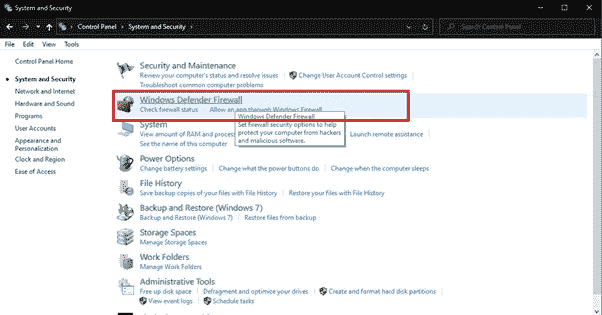 System and Security
Control Panel > System and Security
Search Control Panel
File Edit View Tools
Control Panel Home
System and Security
Network and Internet
Hardware and Sound
Programs
User Accounts
Appearance and
Personalization
Clock and Region
Ease of Access
Security and Maintenance
Review your computer's status and resolve issues Change User Account Control settings
Troubleshoot common computer problems
Windows Defender Firewall
Check firewall status Allow an app through Windows Firewall
Windows Defender Firewall
Set firewall security options to help
protect your computer from hackers
and malicious software.
System
View amount of RAM and process Launch remote assistance
See the name of this computer
Power Options
Change battery settings Change what the power buttons do Change when the computer sleeps
File History
Save backup copies of your files with File History Restore your files with File History
Backup and Restore (Windows 7)
Backup and Restore (Windows 7) Restore files from backup
Storage Spaces
Manage Storage Spaces
Work Folders
Manage Work Folders
Administrative Tools
Free up disk space Defragment and optimize your drives Create and format hard disk partitions
View event logs Schedule tasks